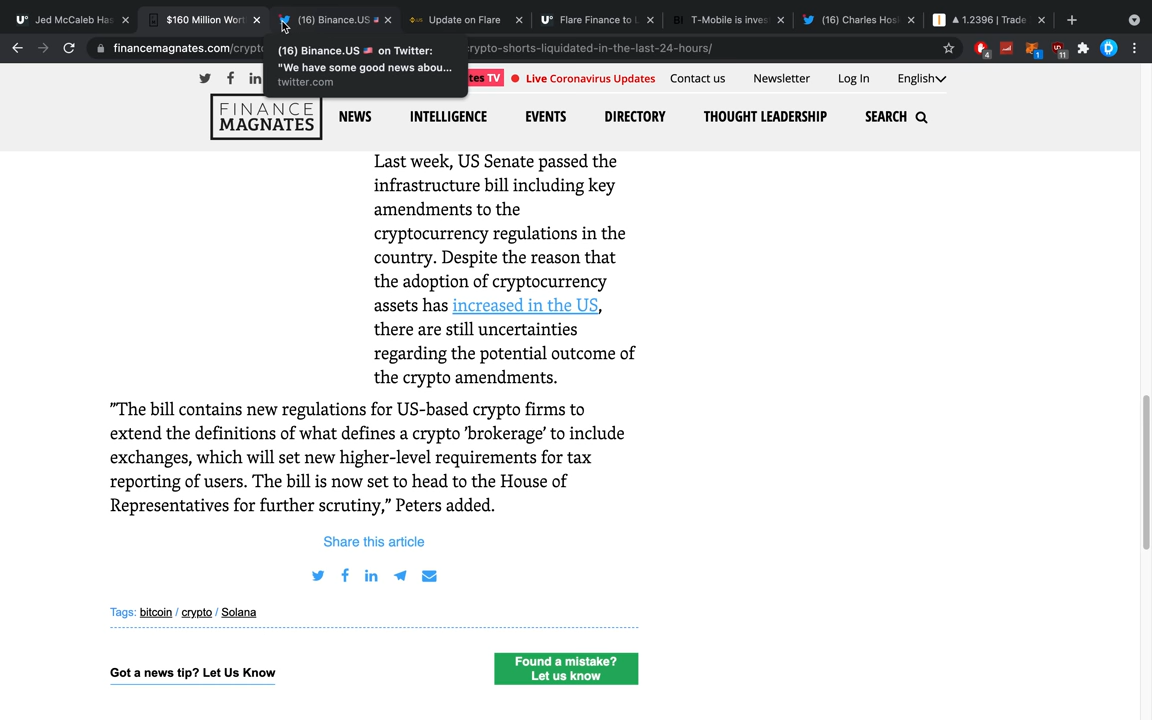 Jed McCaleb Has
$160 Million Wort
(16) Binance.US
Update on Flare
Flare Finance to L
T-Mobile is inves
(16) Charles Hosk
▲ 1.2396 | Trade
financemagnates.com/crypto
crypto-shorts-liquidated-in-the-last-24-hours/
(16) Binance.US 🇺🇸 on Twitter:
"We have some good news abou...
twitter.com
TV
Live Coronavirus Updates
Contact us
Newsletter
Log In
English
FINANCE
MAGNATES
NEWS
INTELLIGENCE
EVENTS
DIRECTORY
THOUGHT LEADERSHIP
SEARCH
Last week, US Senate passed the
infrastructure bill including key
amendments to the
cryptocurrency regulations in the
country. Despite the reason that
the adoption of cryptocurrency
assets has increased in the US,
there are still uncertainties
regarding the potential outcome of
the crypto amendments.
”The bill contains new regulations for US-based crypto firms to
extend the definitions of what defines a crypto ’brokerage’ to include
exchanges, which will set new higher-level requirements for tax
reporting of users. The bill is now set to head to the House of
Representatives for further scrutiny,” Peters added.
Share this article
Tags: bitcoin / crypto / Solana
Got a news tip? Let Us Know
Found a mistake?
Let us know